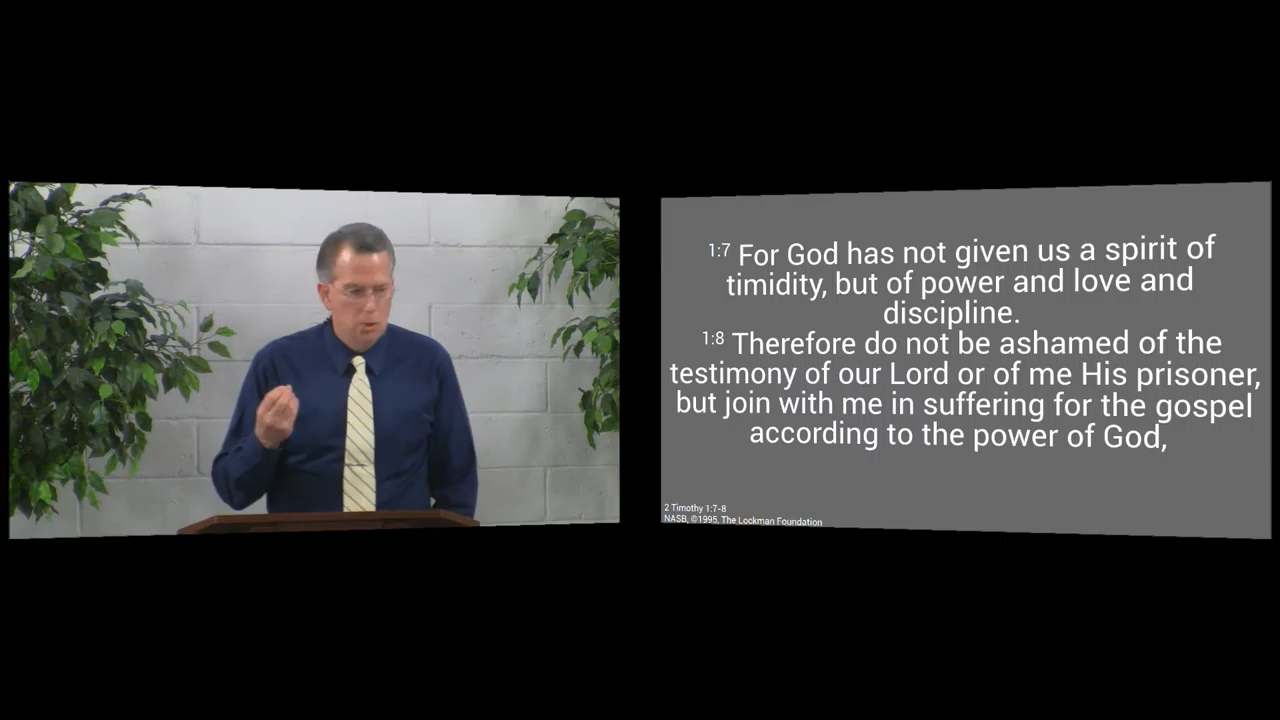 1:7 For God has not given us a spirit of
timidity, but of power and love and
discipline.
1:8 Therefore do not be ashamed of the
testimony of our Lord or of me His prisoner,
but join with me in suffering for the gospel
according to the power of God,
2 Timothy 1:7-8
NASB, ©1995, The Lockman Foundation